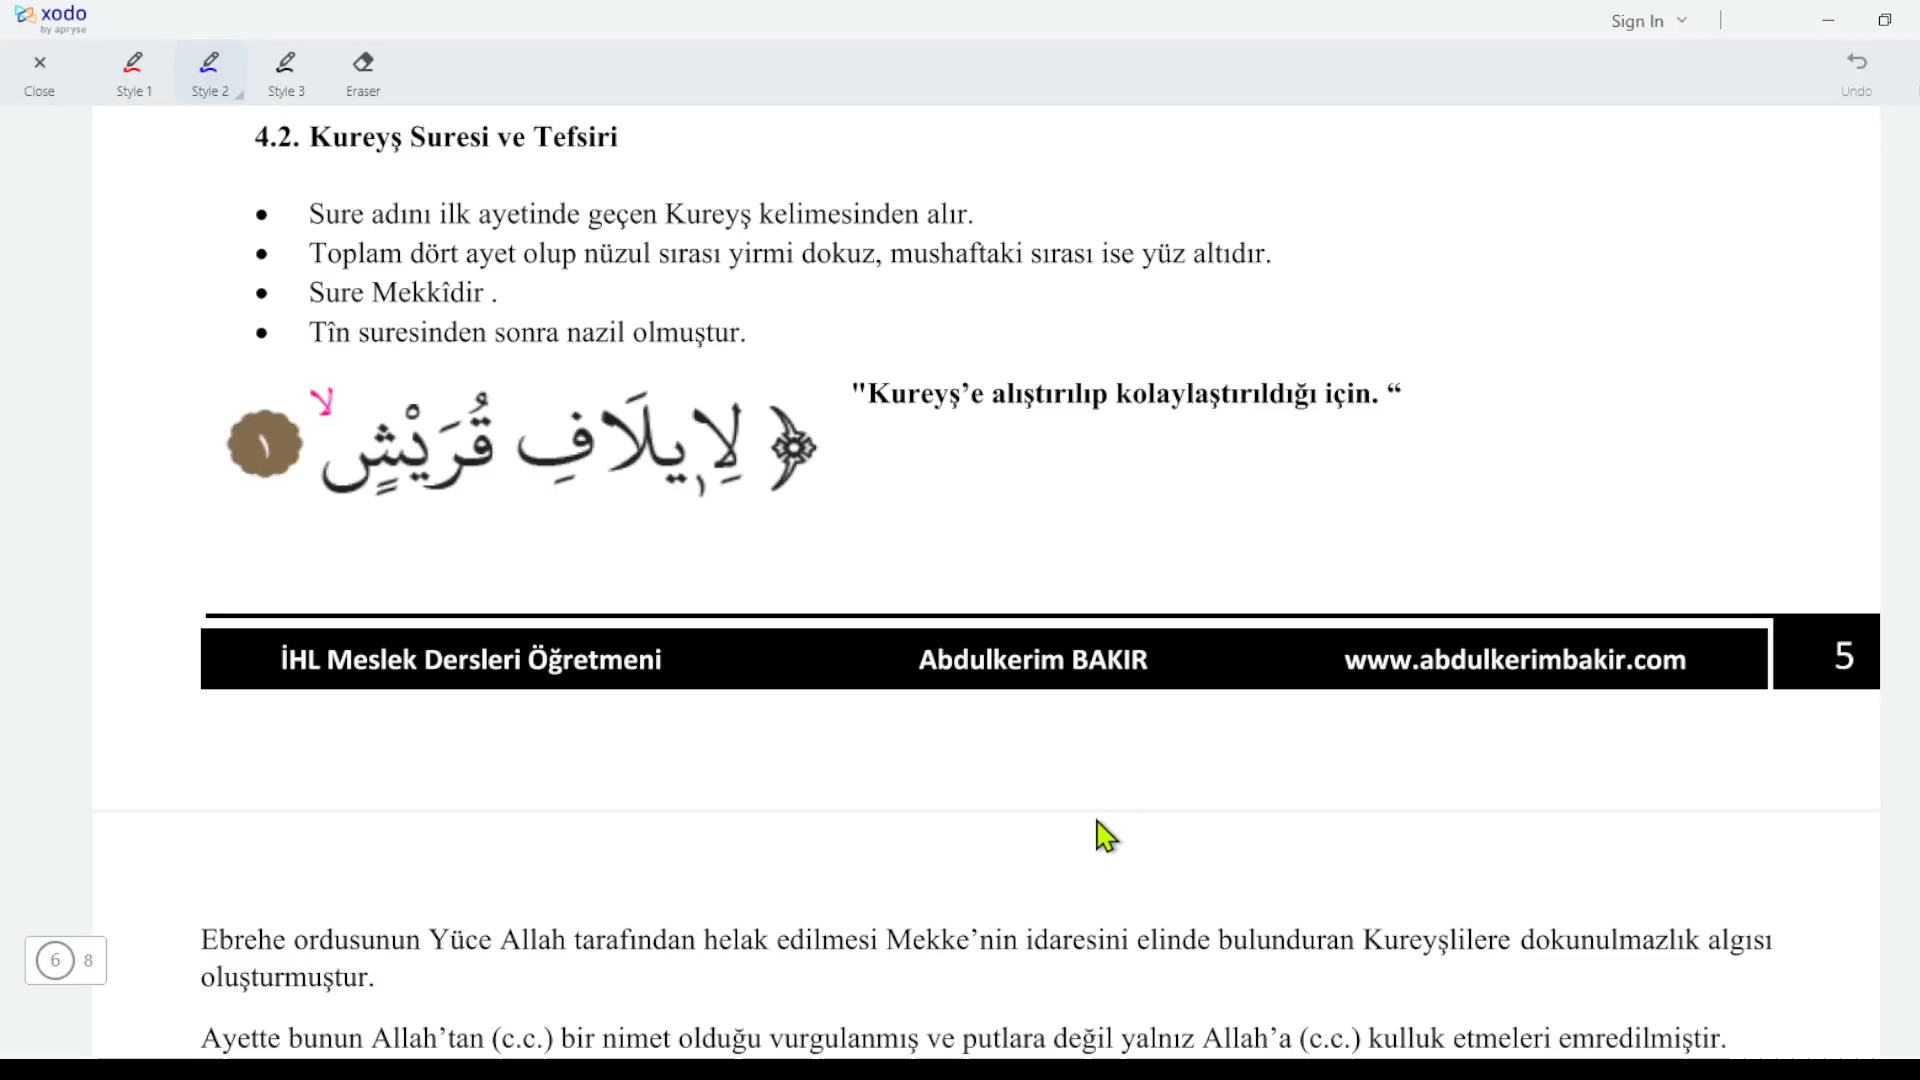 xodo
by apryse
Sign In
Close
Style 1
Style 2
Style 3
Eraser
Undo
4.2. Kureyş Suresi ve Tefsiri
• Sure adını ilk ayetinde geçen Kureyş kelimesinden alır.
• Toplam dört ayet olup nüzul sırası yirmi dokuz, mushaftaki sırası ise yüz altıdır.
• Sure Mekkîdir .
• Tîn suresinden sonra nazil olmuştur.
"Kureyş’e alıştırılıp kolaylaştırıldığı için. “
﴿ لِا۪يلَافِ قُرَيْشٍۙ ١
İHL Meslek Dersleri Öğretmeni Abdulkerim BAKIR www.abdulkerimbakir.com 5
Ebrehe ordusunun Yüce Allah tarafından helak edilmesi Mekke’nin idaresini elinde bulunduran Kureyşlilere dokunulmazlık algısı
oluşturmuştur.
6 8
Ayette bunun Allah’tan (c.c.) bir nimet olduğu vurgulanmış ve putlara değil yalnız Allah’a (c.c.) kulluk etmeleri emredilmiştir.